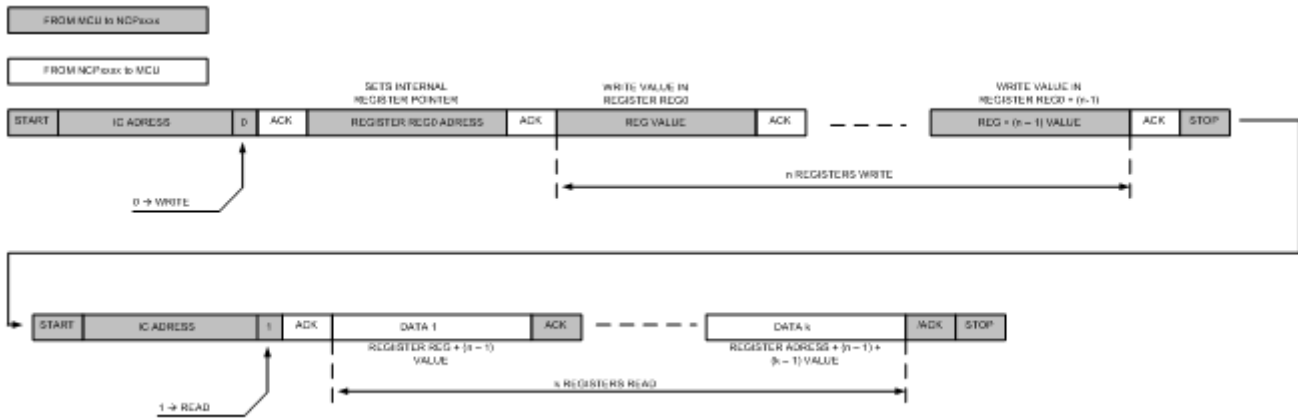 FROM MCU to NCPxxxx
FROM NCPxxxx to MCU
SETS INTERNAL
REGISTER POINTER
WRITE VALUE IN
REGISTER REG0
WRITE VALUE IN
REGISTER REG0 + (n-1)
START IC ADRESS 0 ACK REGISTER REG0 ADRESS ACK REG VALUE ACK REG + (n – 1) VALUE ACK STOP
n REGISTERS WRITE
0 → WRITE
START IC ADRESS 1 ACK DATA 1 ACK DATA k /ACK STOP
REGISTER REG + (n – 1)
VALUE
REGISTER ADRESS + (n – 1) +
(k – 1) VALUE
k REGISTERS READ
1 → READ